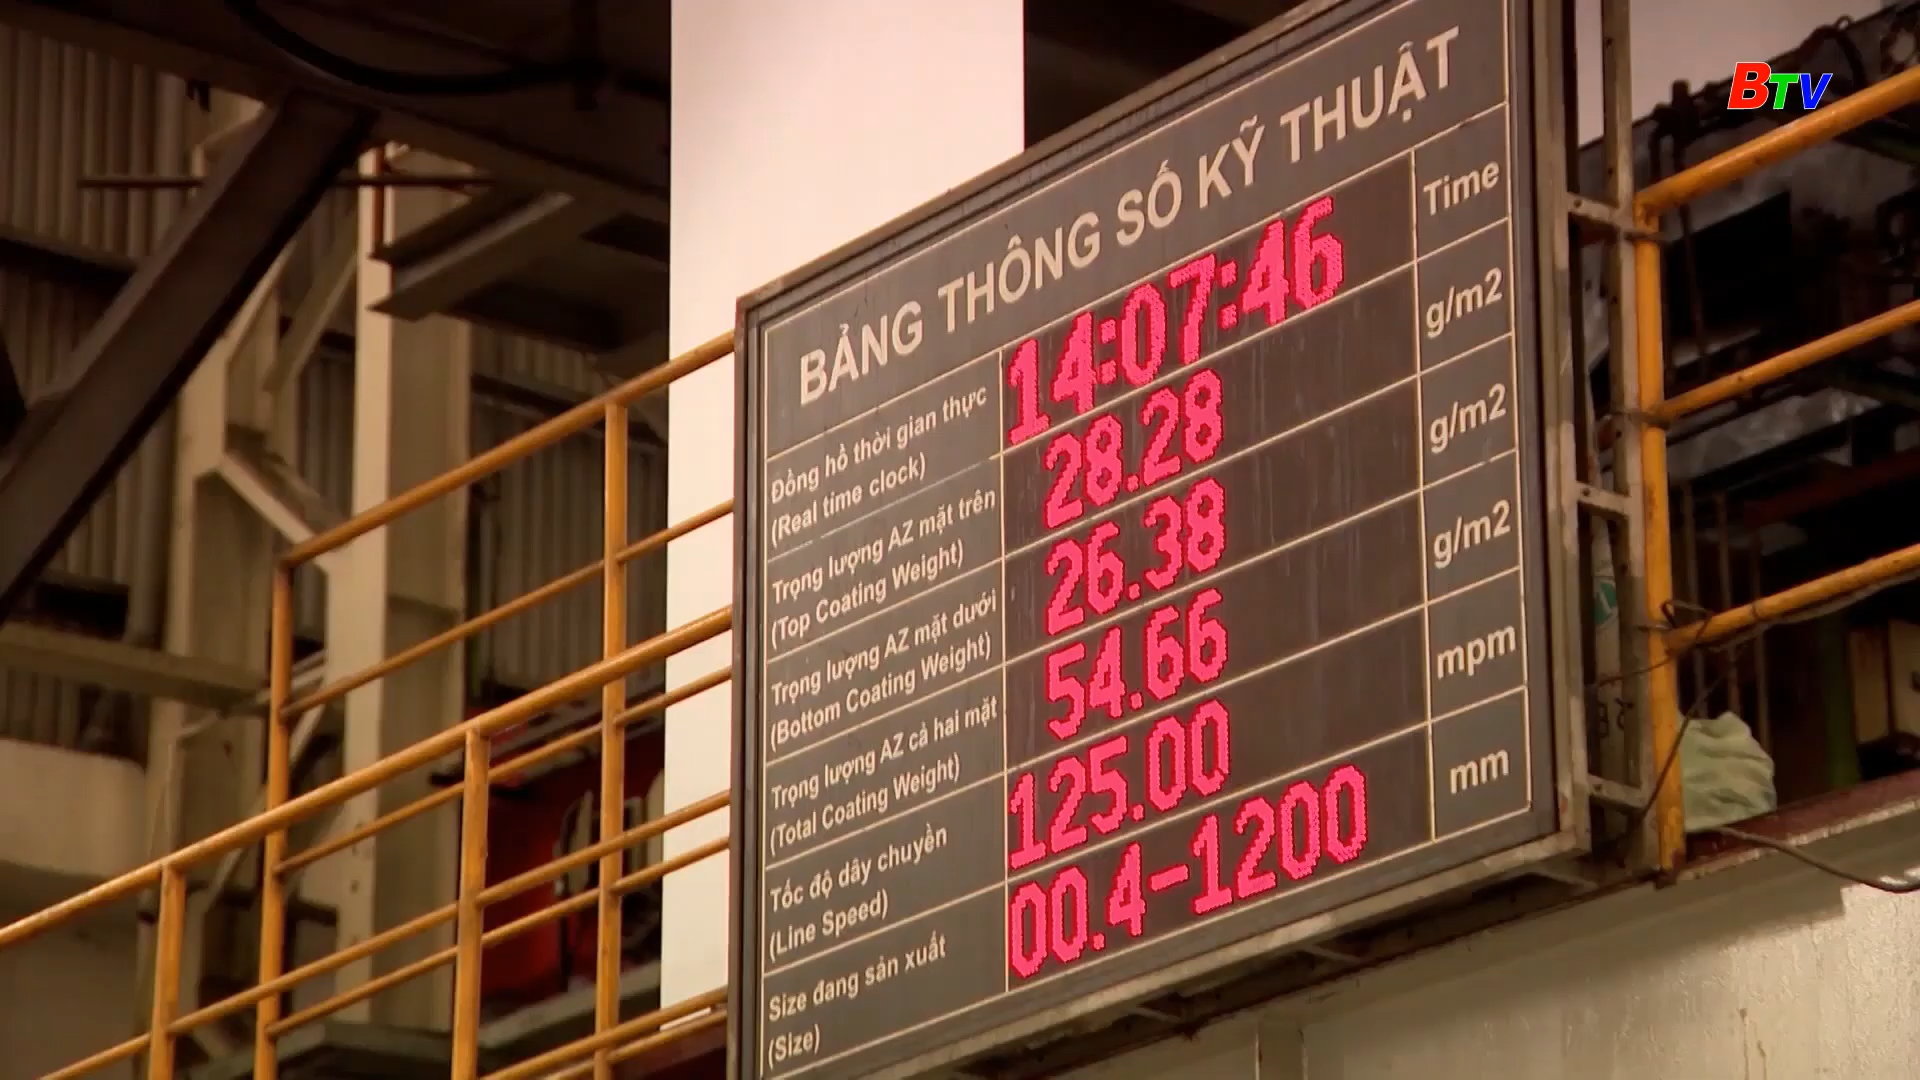 BTV
BẢNG THÔNG SỐ KỸ THUẬT
Đồng hồ thời gian thực
(Real time clock)
14:07:46
Time
Trọng lượng AZ mặt trên
(Top Coating Weight)
28.28
g/m2
Trọng lượng AZ mặt dưới
(Bottom Coating Weight)
26.38
g/m2
Trọng lượng AZ cả hai mặt
(Total Coating Weight)
54.66
g/m2
Tốc độ dây chuyền
(Line Speed)
125.00
mpm
Size đang sản xuất
(Size)
00.4-1200
mm